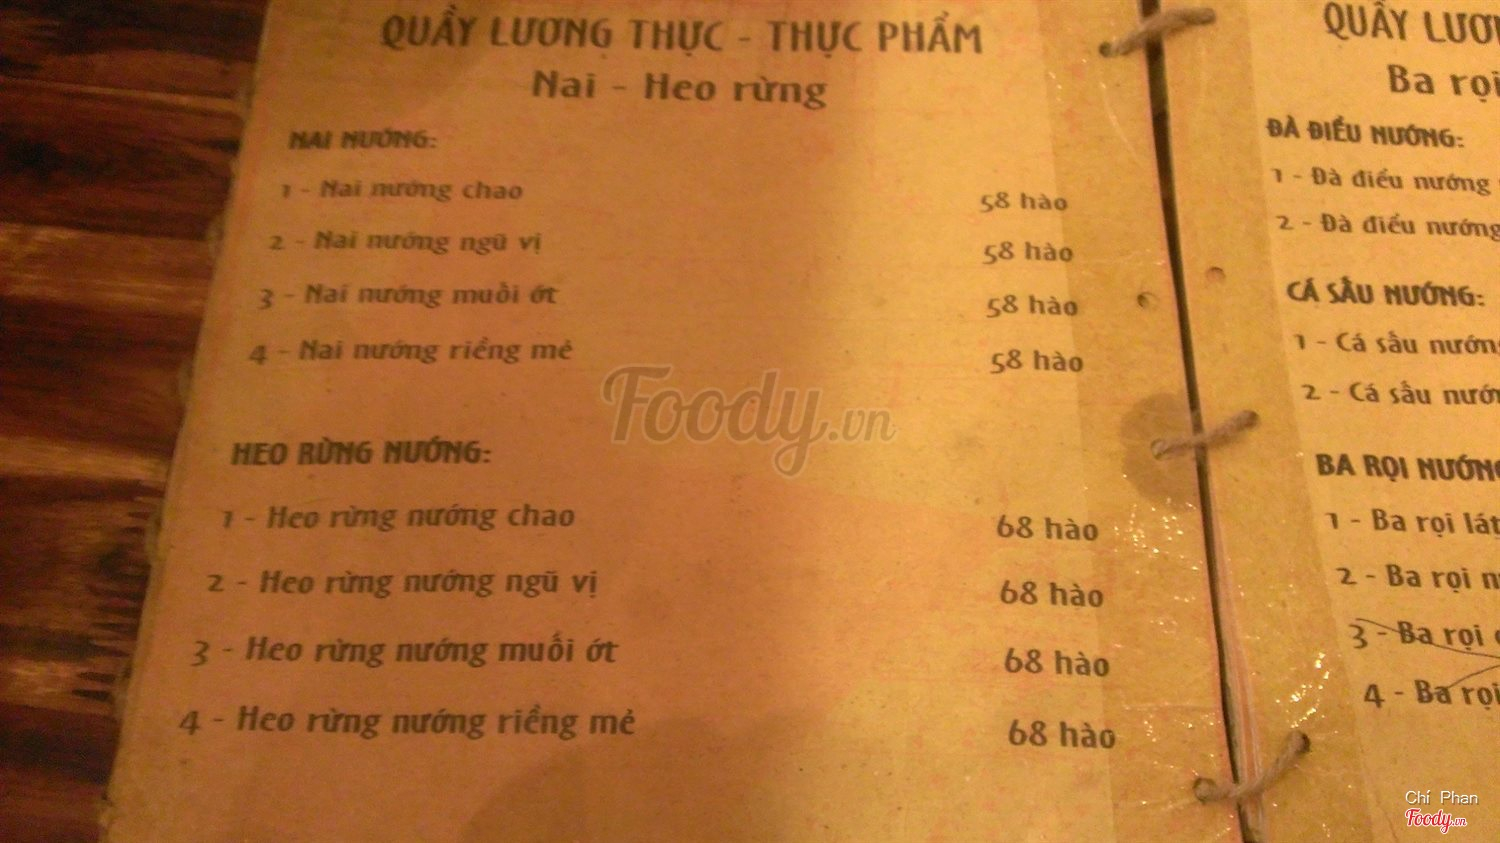 QUẦY LƯƠNG THỰC - THỰC PHẨM
Nai - Heo rừng
NAI NƯỚNG:
1 - Nai nướng chao 58 hào
2 - Nai nướng ngũ vị 58 hào
3 - Nai nướng muối ớt 58 hào
4 - Nai nướng riềng mẻ 58 hào
HEO RỪNG NƯỚNG:
1 - Heo rừng nướng chao 68 hào
2 - Heo rừng nướng ngũ vị 68 hào
3 - Heo rừng nướng muối ớt 68 hào
4 - Heo rừng nướng riềng mẻ 68 hào
QUẦY
Ba rọi
ĐÀ ĐIỂU NƯỚNG:
1 - Đà điểu nướng
2 - Đà điểu nướng
CÁ SẤU NƯỚNG:
1 - Cá sấu nướng
2 - Cá sấu
BA RỌI NƯỚNG
1 - Ba rọi
2 - Ba rọi
3 - Ba rọi
4 - Ba rọi
Foody.vn
Chí Phan
Foody.vn